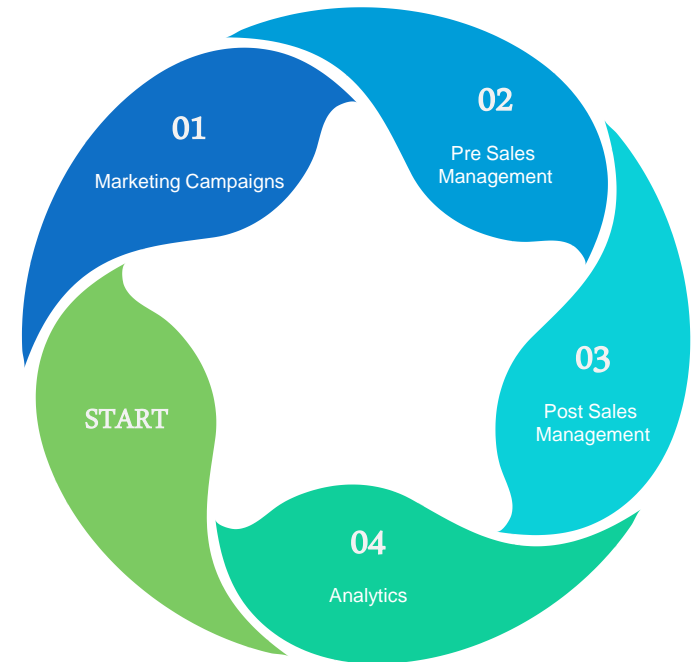 01
Marketing Campaigns
02
Pre Sales
Management
03
Post Sales
Management
04
Analytics
START